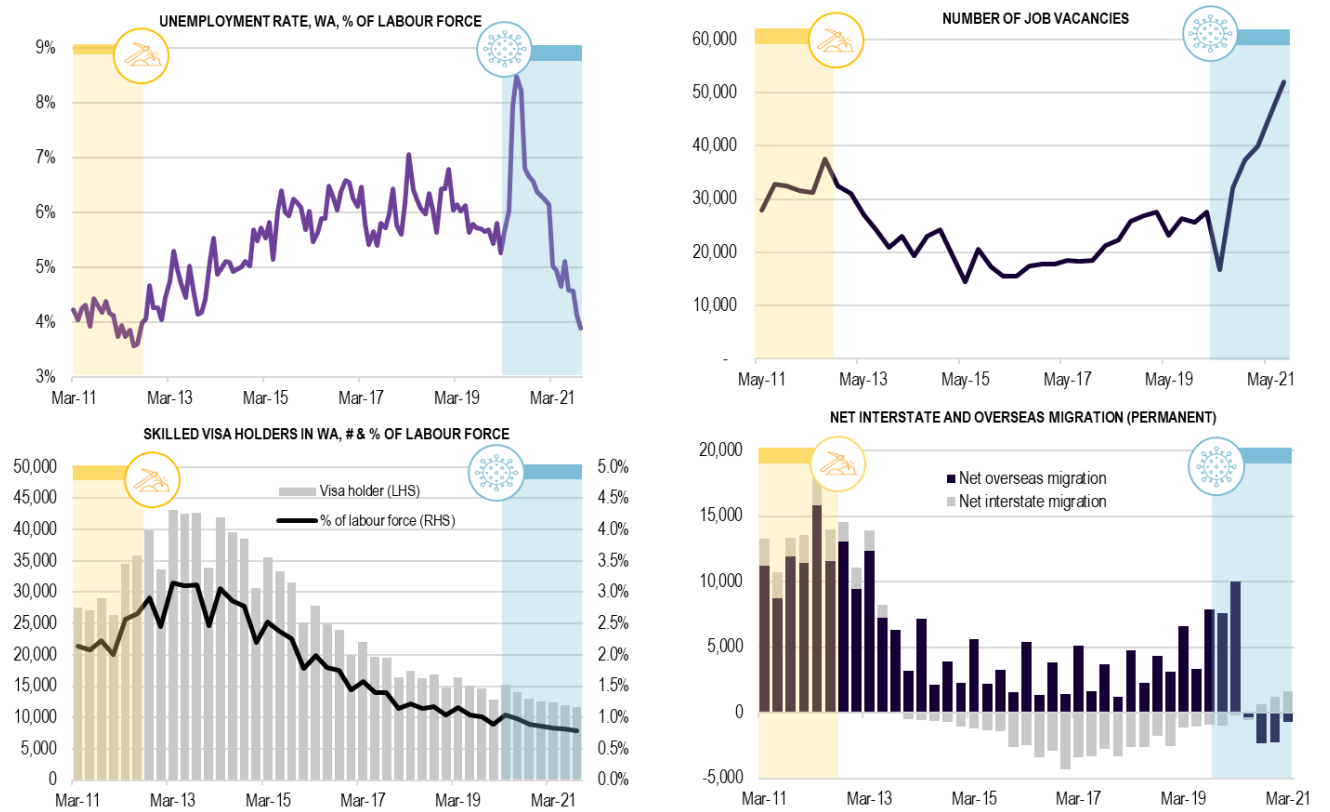 UNEMPLOYMENT RATE, WA, % OF LABOUR FORCE
9%
8%
7%
6%
5%
4%
3%
Mar-11 Mar-13 Mar-15 Mar-17 Mar-19 Mar-21
NUMBER OF JOB VACANCIES
60,000
50,000
40,000
30,000
20,000
10,000
-
May-11 May-13 May-15 May-17 May-19 May-21
SKILLED VISA HOLDERS IN WA, # & % OF LABOUR FORCE
50,000 5.0%
45,000 4.5%
40,000 4.0%
35,000 3.5%
30,000 3.0%
25,000 2.5%
20,000 2.0%
15,000 1.5%
10,000 1.0%
5,000 0.5%
0 0.0%
Visa holder (LHS)
% of labour force (RHS)
Mar-11 Mar-13 Mar-15 Mar-17 Mar-19 Mar-21
NET INTERSTATE AND OVERSEAS MIGRATION (PERMANENT)
20,000
15,000
10,000
5,000
0
-5,000
Net overseas migration
Net interstate migration
Mar-11 Mar-13 Mar-15 Mar-17 Mar-19 Mar-21